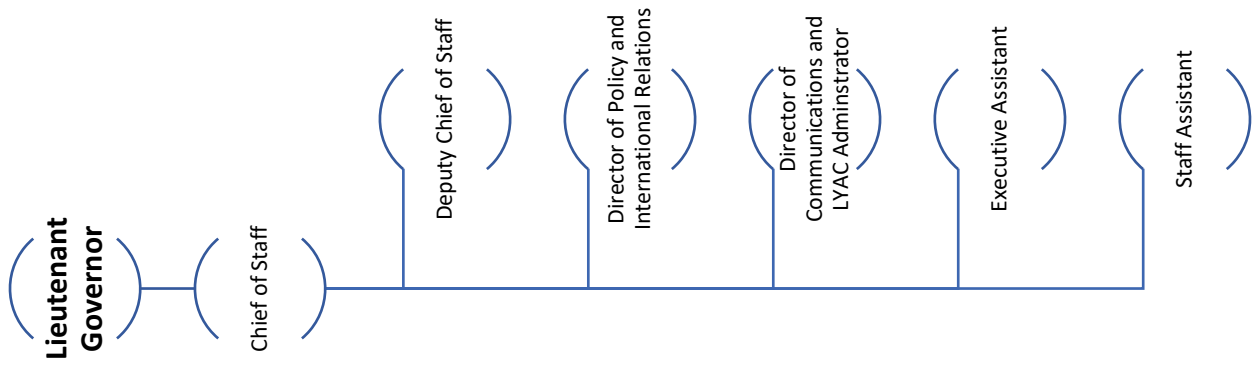 Lieutenant
Governor
Chief of Staff
Deputy Chief of Staff
Director of Policy and
International Relations
Director of
Communications and
LYAC Adminstrator
Executive Assistant
Staff Assistant